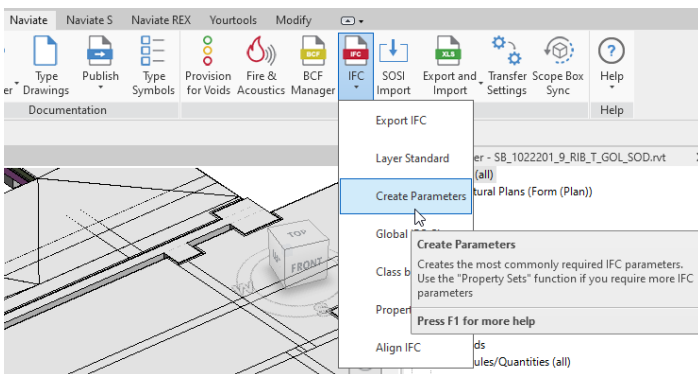 Naviate Naviate S Naviate REX Yourtools Modify
er Type Drawings
Publish
Type Symbols
Provision for Voids
Fire & Acoustics
BCF
BCF Manager
IFC
IFC
SOSI Import
XLS
Export and Import
Transfer Settings
Scope Box Sync
?
Help
Documentation
Help
Export IFC
Layer Standard
Create Parameters
Global
Class b
Propert
Align IFC
er - SB_1022201_9_RIB_T_GOL_SOD.rvt
(all)
tural Plans (Form (Plan))
Create Parameters
Creates the most commonly required IFC parameters.
Use the "Property Sets" function if you require more IFC
parameters
Press F1 for more help
ds
ules/Quantities (all)
TOP
FRONT